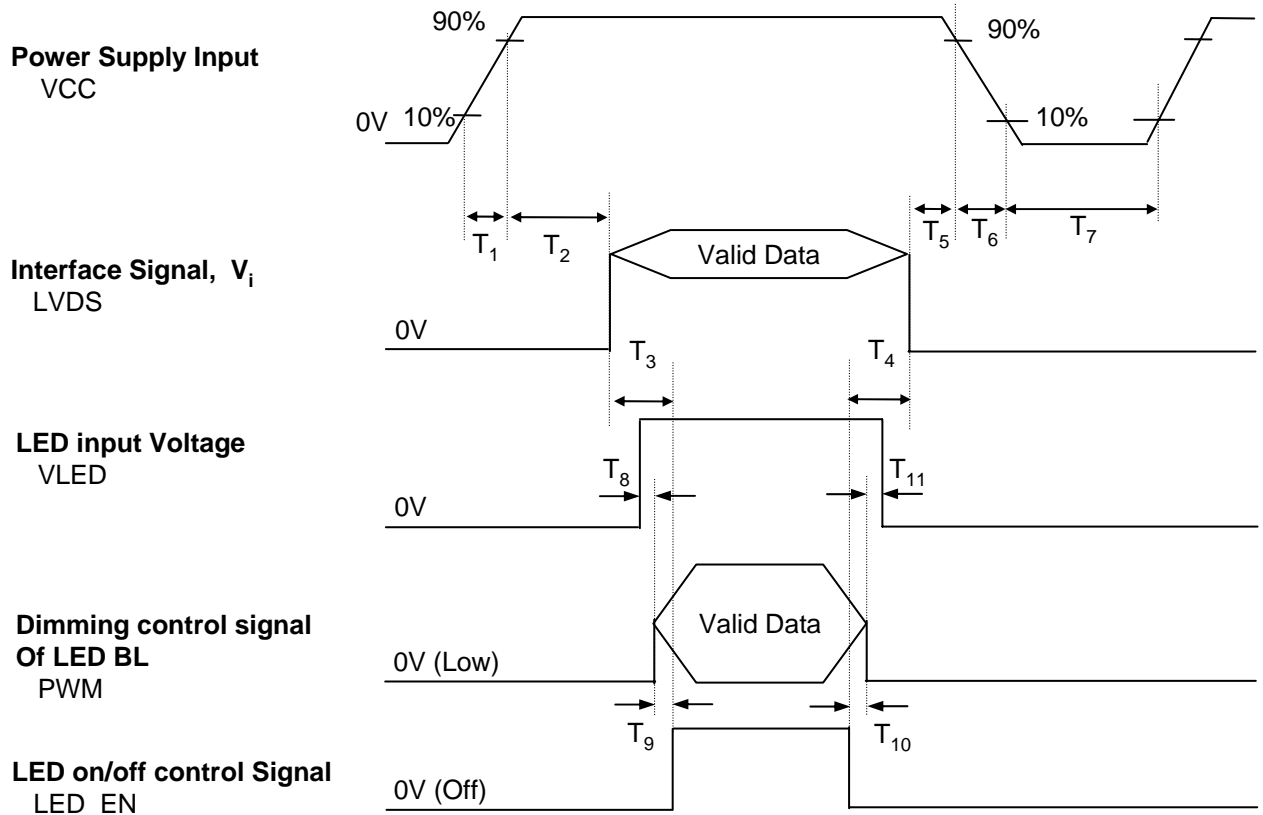 90%
90%
Power Supply Input
VCC
0V
10%
10%
T1
T2
T5
T6
T7
Valid Data
Interface Signal, Vi
LVDS
0V
T3
T4
LED input Voltage
VLED
T8
T11
0V
Dimming control signal
Of LED BL
PWM
Valid Data
0V (Low)
T9
T10
LED on/off control Signal
LED EN
0V (Off)